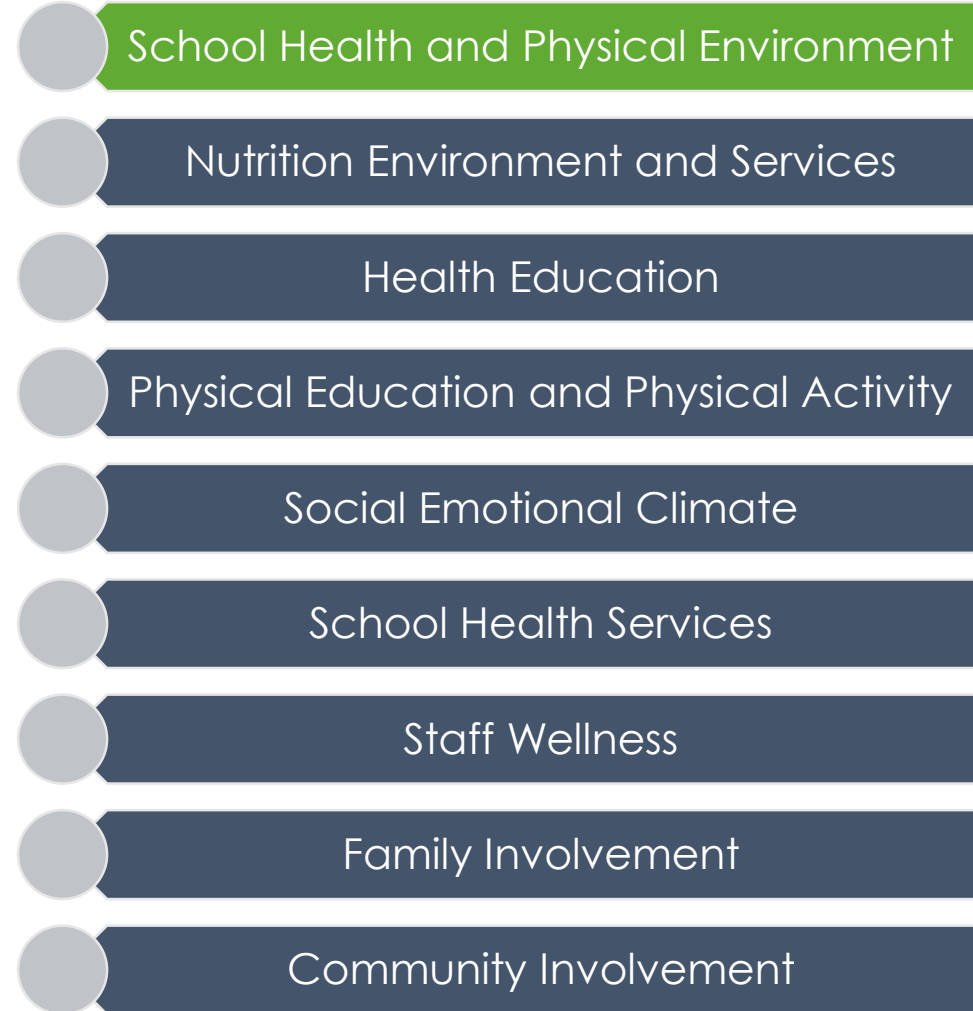 School Health and Physical Environment
Nutrition Environment and Services
Health Education
Physical Education and Physical Activity
Social Emotional Climate
School Health Services
Staff Wellness
Family Involvement
Community Involvement